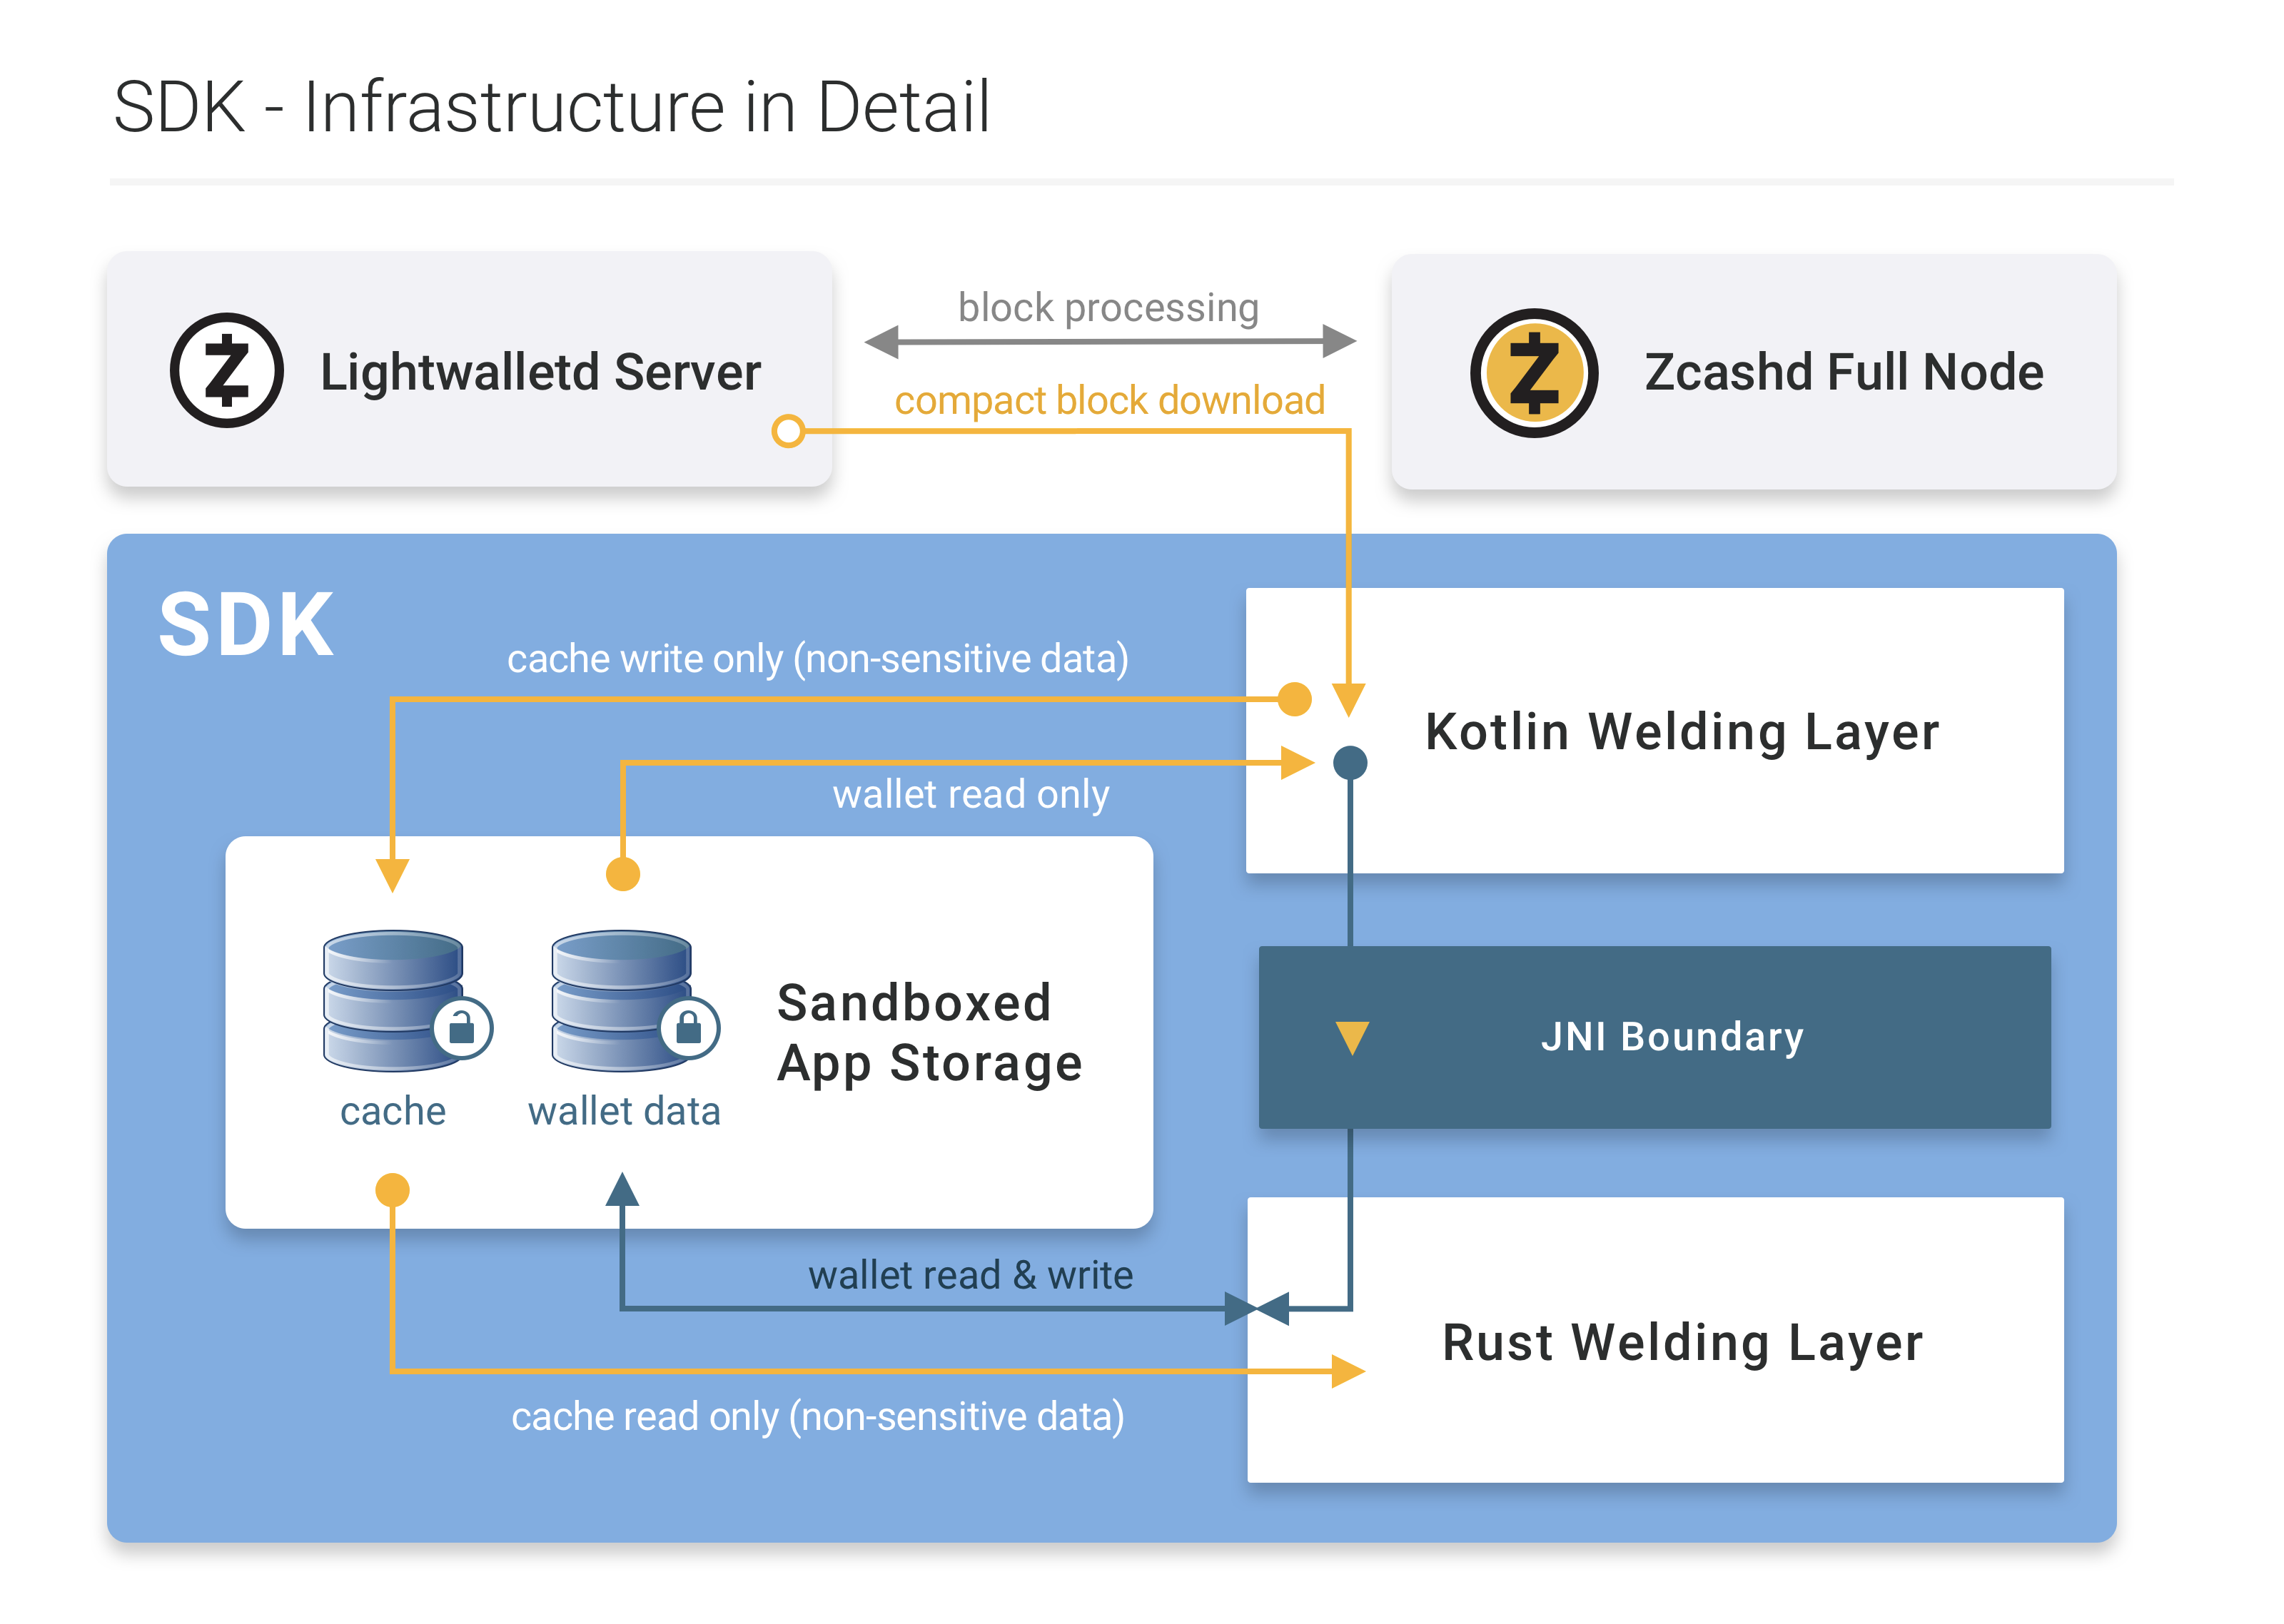 SDK - Infrastructure in Detail
block processing
Lightwalletd Server
Zcashd Full Node
compact block download
SDK
cache write only (non-sensitive data)
Kotlin Welding Layer
wallet read only
Sandboxed
App Storage
JNI Boundary
cache
wallet data
wallet read & write
Rust Welding Layer
cache read only (non-sensitive data)